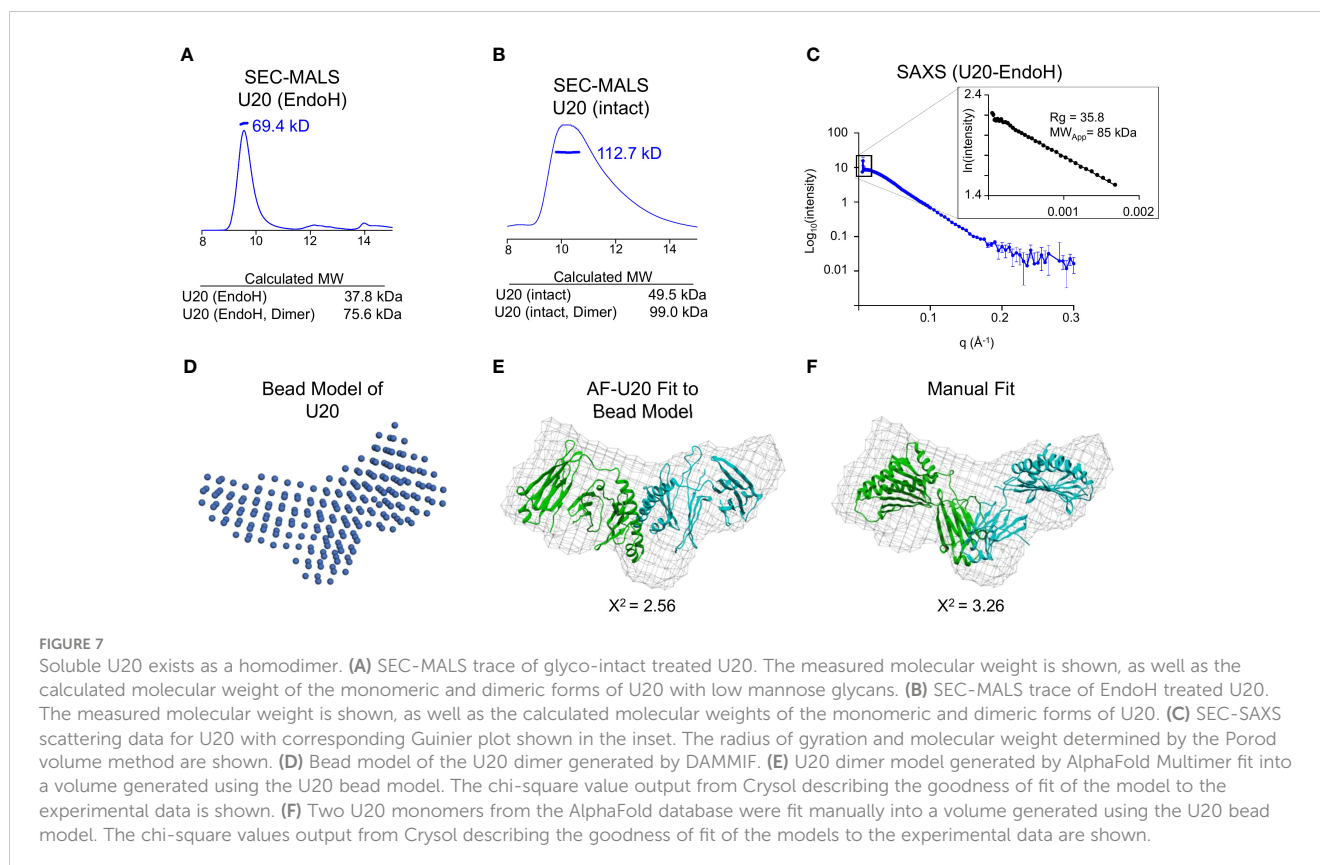 A
SEC-MALS
U20 (EndoH)
69.4 kD
8 10 12 14
Calculated MW
U20 (EndoH) 37.8 kDa
U20 (EndoH, Dimer) 75.6 kDa
B
SEC-MALS
U20 (intact)
112.7 kD
8 10 12 14
Calculated MW
U20 (intact) 49.5 kDa
U20 (intact, Dimer) 99.0 kDa
C
SAXS (U20-EndoH)
2.4
ln(intensity)
1.4
Rg = 35.8
MWApp= 85 kDa
0.001 0.002
100
10
1
0.1
0.01
Log10(intensity)
0.1 0.2 0.3
q (Å-1)
D
Bead Model of
U20
E
AF-U20 Fit to
Bead Model
X2 = 2.56
F
Manual Fit
X2 = 3.26
FIGURE 7
Soluble U20 exists as a homodimer. (A) SEC-MALS trace of glyco-intact treated U20. The measured molecular weight is shown, as well as the
calculated molecular weight of the monomeric and dimeric forms of U20 with low mannose glycans. (B) SEC-MALS trace of EndoH treated U20.
The measured molecular weight is shown, as well as the calculated molecular weights of the monomeric and dimeric forms of U20. (C) SEC-SAXS
scattering data for U20 with corresponding Guinier plot shown in the inset. The radius of gyration and molecular weight determined by the Porod
volume method are shown. (D) Bead model of the U20 dimer generated by DAMMIF. (E) U20 dimer model generated by AlphaFold Multimer fit into
a volume generated using the U20 bead model. The chi-square value output from Crysol describing the goodness of fit of the model to the
experimental data is shown. (F) Two U20 monomers from the AlphaFold database were fit manually into a volume generated using the U20 bead
model. The chi-square values output from Crysol describing the goodness of fit of the models to the experimental data are shown.